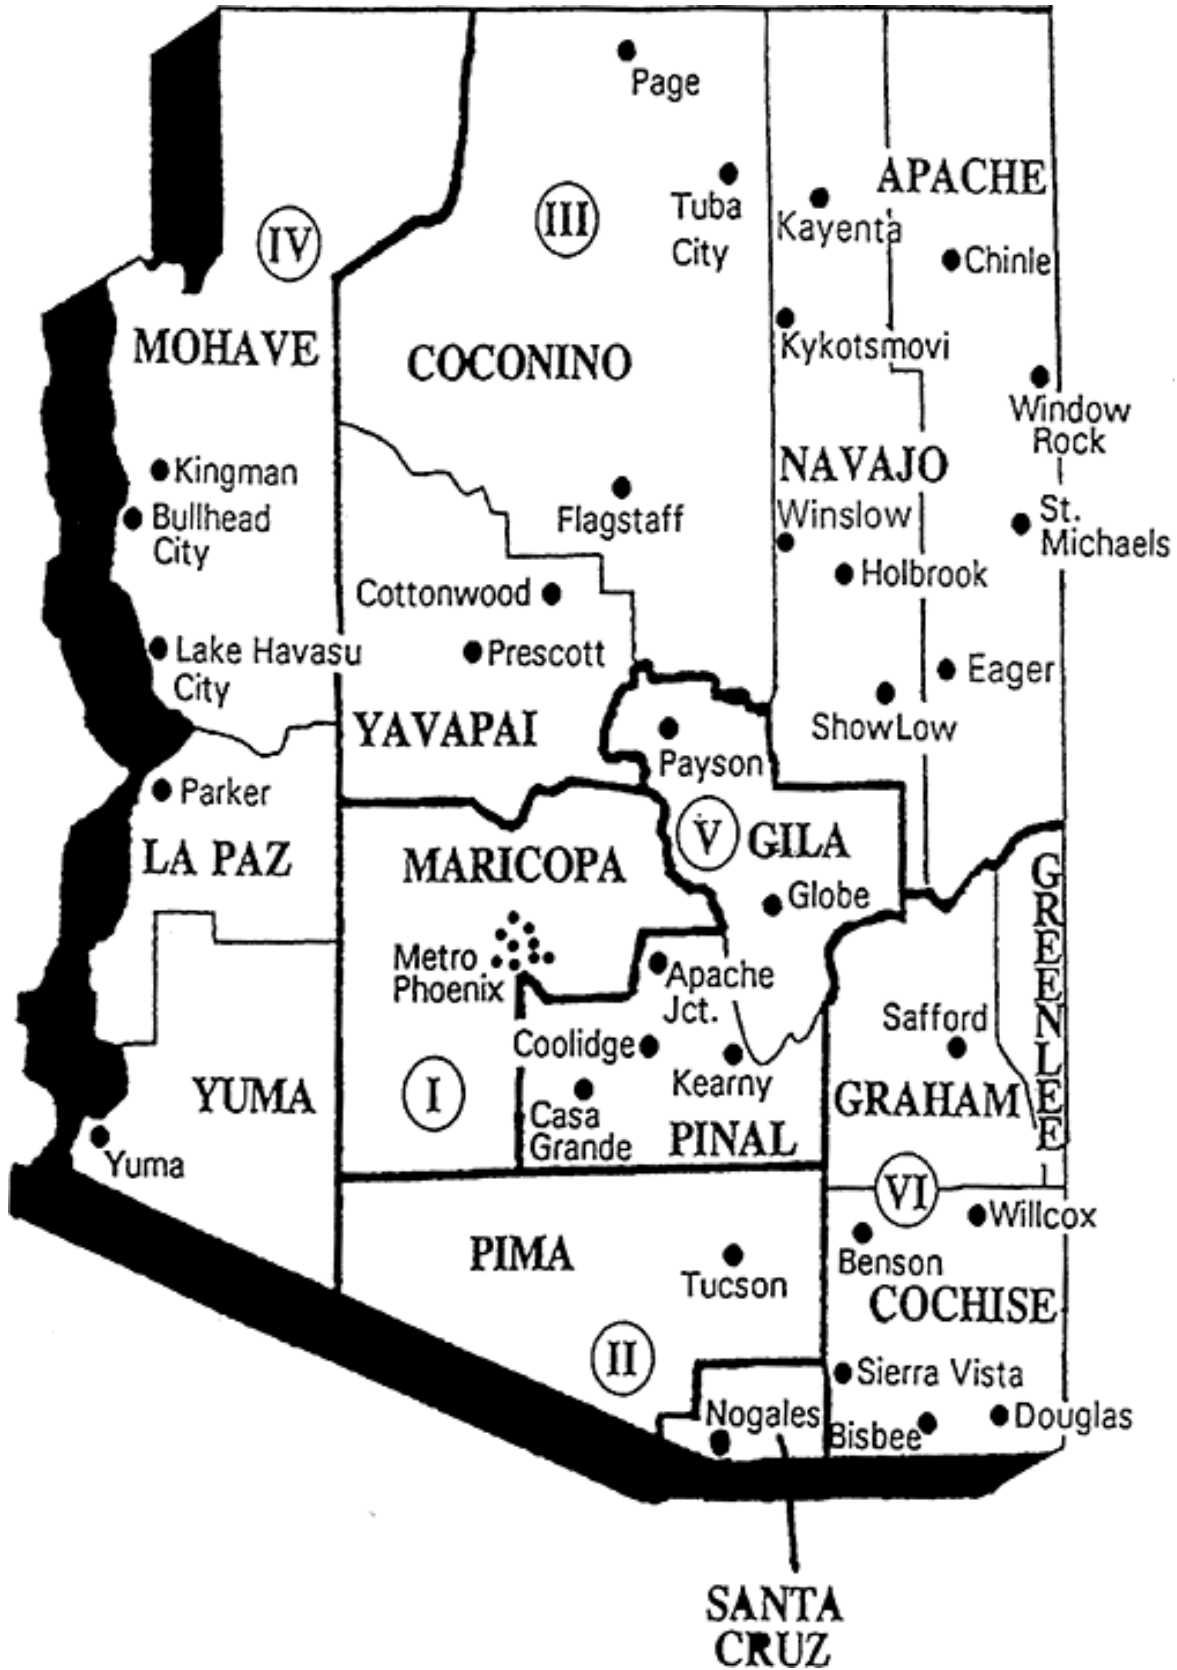 Page
APACHE
Tuba
City
Kayenta
III
IV
Chinle
MOHAVE
COCONINO
Kykotsmovi
Window
Rock
Kingman
NAVAJO
Bullhead
City
Flagstaff
Winslow
St.
Michaels
Cottonwood
Holbrook
Lake Havasu
City
Prescott
Eager
YAVAPAI
ShowLow
Payson
Parker
V
GILA
LA PAZ
MARICOPA
GREENLEE
Globe
Metro
Phoenix
Apache
Jct.
Safford
Coolidge
Kearny
YUMA
I
GRAHAM
Casa
Grande
PINAL
Yuma
VI
Willcox
PIMA
Benson
Tucson
COCHISE
II
Sierra Vista
Nogales
Bisbee
Douglas
SANTA
CRUZ